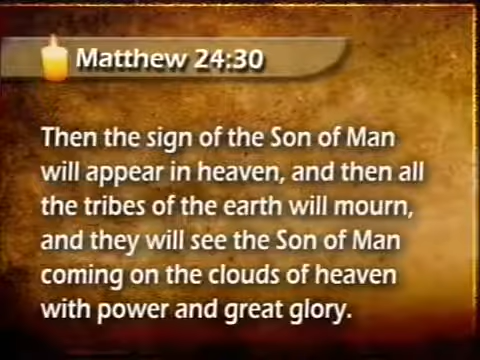 Matthew 24:30
Then the sign of the Son of Man
will appear in heaven, and then all
the tribes of the earth will mourn,
and they will see the Son of Man
coming on the clouds of heaven
with power and great glory.